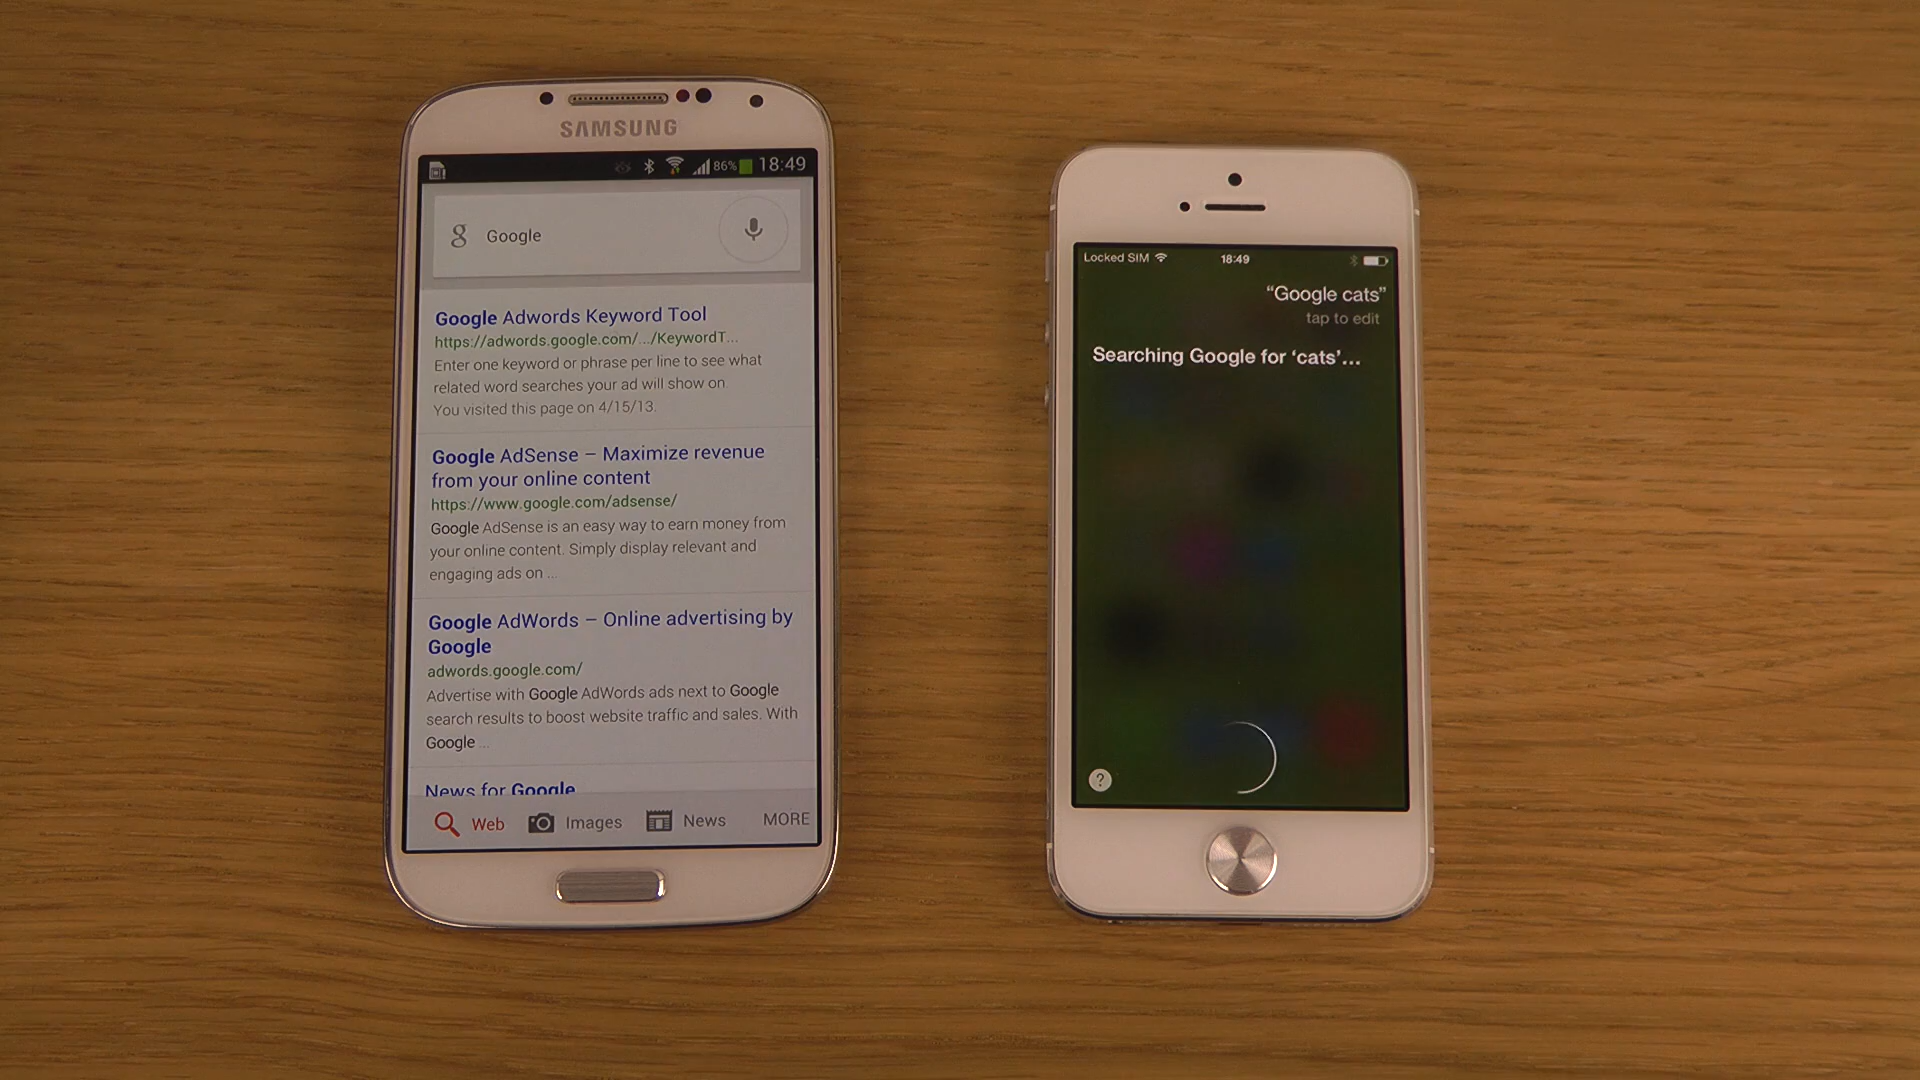 SAMSUNG
86% 18:49
g Google
Google Adwords Keyword Tool
https://adwords.google.com/.../KeywordT...
Enter one keyword or phrase per line to see what
related word searches your ad will show on
You visited this page on 4/15/13.
Google AdSense – Maximize revenue
from your online content
https://www.google.com/adsense/
Google AdSense is an easy way to earn money from
your online content. Simply display relevant and
engaging ads on ...
Google AdWords – Online advertising by
Google
adwords.google.com/
Advertise with Google AdWords ads next to Google
search results to boost website traffic and sales. With
Google ...
News for Google
Web Images News MORE
Locked SIM 18:49
“Google cats”
tap to edit
Searching Google for ‘cats’...
?